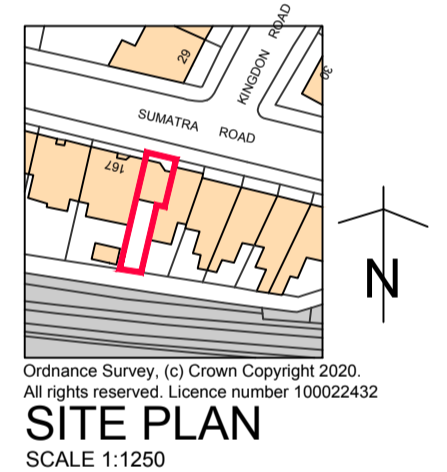 KINGDON ROAD
29
30
SUMATRA ROAD
167
N
Ordnance Survey, (c) Crown Copyright 2020.
All rights reserved. Licence number 100022432
SITE PLAN
SCALE 1:1250